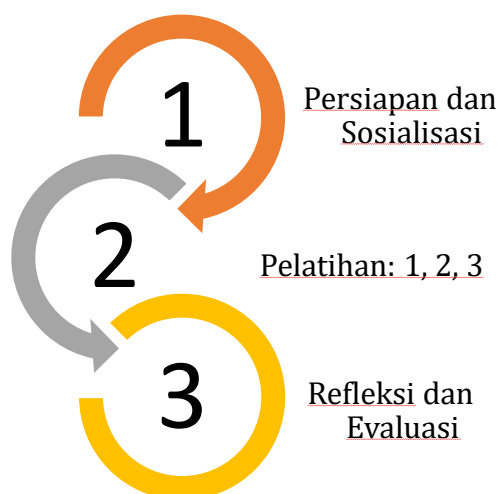 1
Persiapan dan
Sosialisasi
2
Pelatihan: 1, 2, 3
3
Refleksi dan
Evaluasi